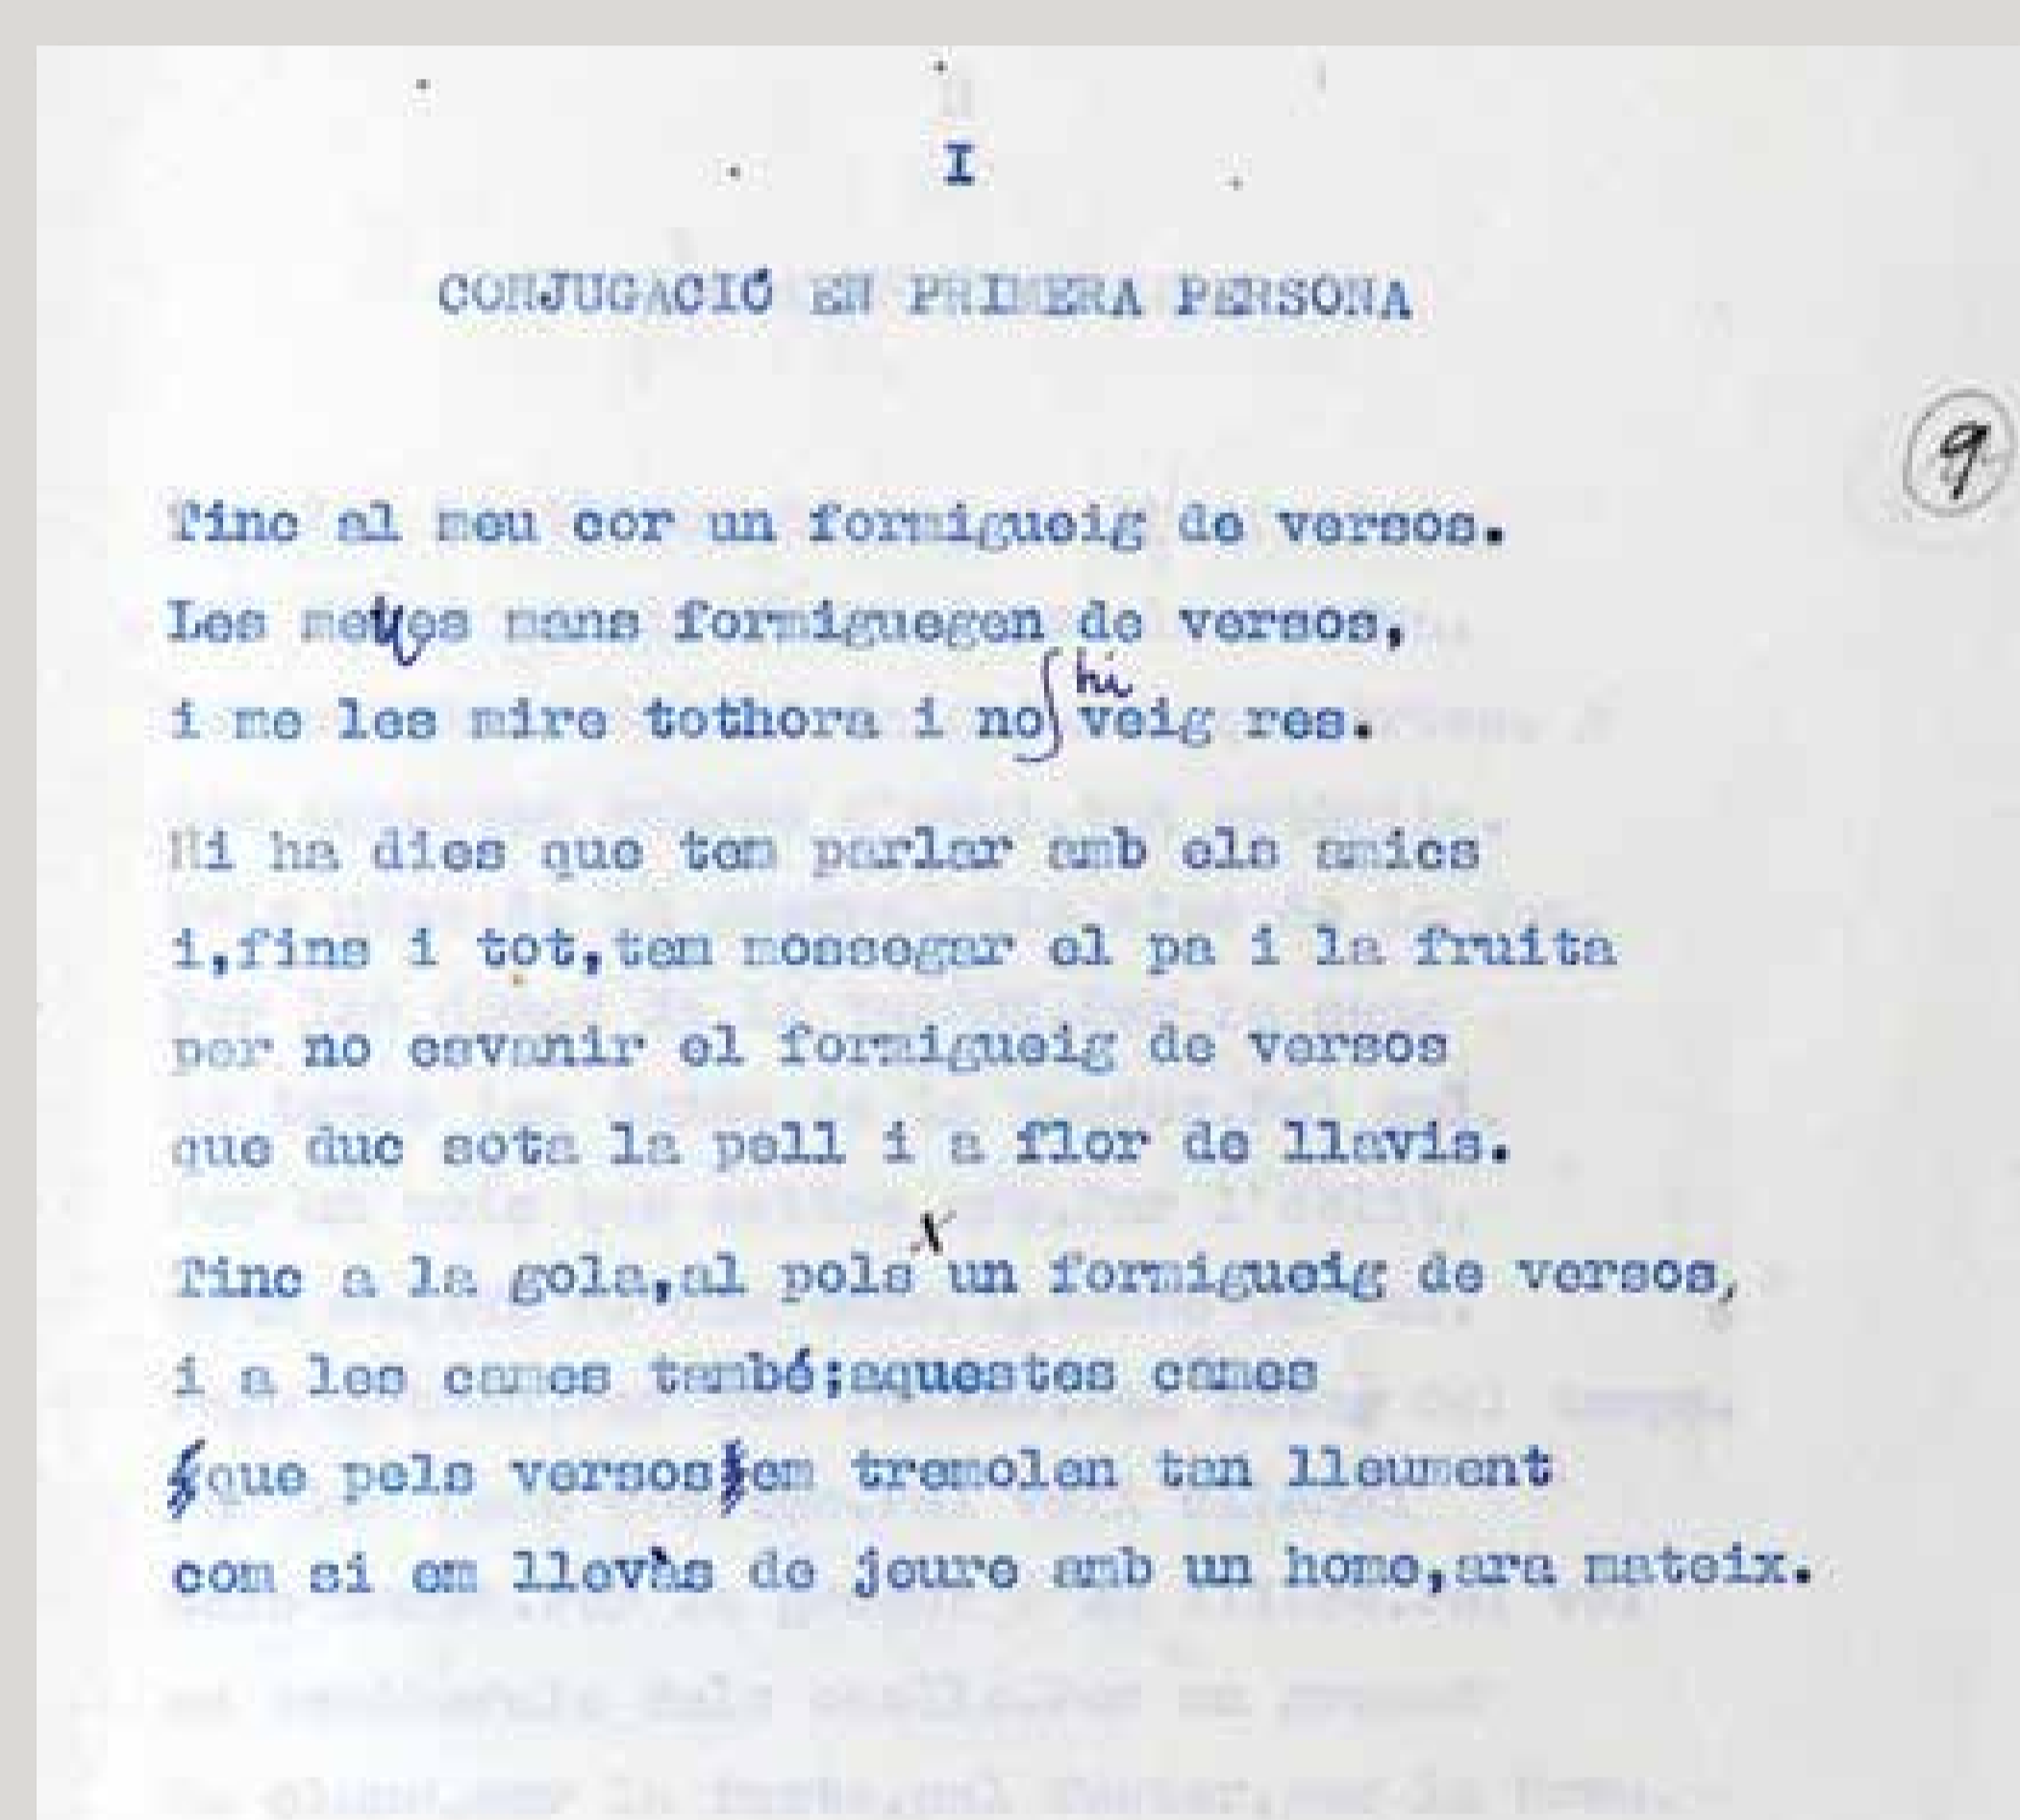 I
CONJUGACIÓ EN PRIMERA PERSONA
9
Tinc al meu cor un formigueig de versos.
Les meues mans formiguegen de versos,
hi
i me les mire tothora i no veig res.
Hi ha dies que tem parlar amb els amics
i,fins i tot,tem mossegar el pa i la fruita
per no esvanir el formigueig de versos
que duc sota la pell i a flor de llavis.
x
Tinc a la gola,al pols un formigueig de versos,
i a les cames també;aquestes cames
que pels versos em tremolen tan lleument
com si em llevàs de jeure amb un home,ara mateix.